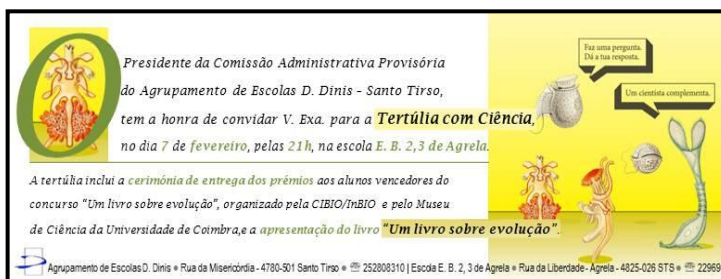 O Presidente da Comissão Administrativa Provisória
do Agrupamento de Escolas D. Dinis - Santo Tirso,
tem a honra de convidar V. Exa. para a Tertúlia com Ciência,
no dia 7 de fevereiro, pelas 21h, na escola E. B. 2,3 de Agrela.
A tertúlia inclui a cerimónia de entrega dos prémios aos alunos vencedores do
concurso “Um livro sobre evolução”, organizado pela CIBIO/InBIO e pelo Museu
de Ciência da Universidade de Coimbra,e a apresentação do livro “Um livro sobre evolução”.
Faz uma pergunta.
Dá a tua resposta.
Um cientista complementa.
Agrupamento de Escolas D. Dinis • Rua da Misericórdia - 4780-501 Santo Tirso • ☏ 252808310 | Escola E. B. 2, 3 de Agrela • Rua da Liberdade - Agrela - 4825-026 STS • ☏ 22969